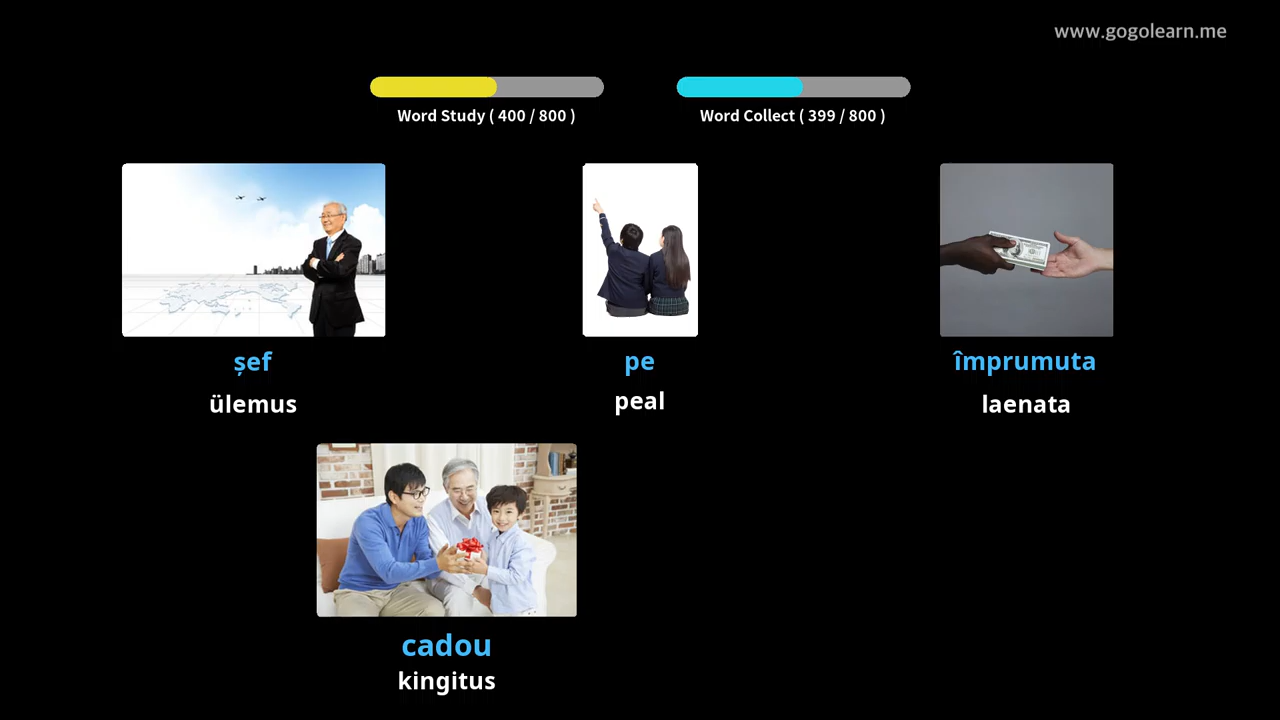 www.gogolearn.me
Word Study ( 400 / 800 )
Word Collect ( 399 / 800 )
șef
ülemus
pe
peal
împrumuta
laenata
cadou
kingitus